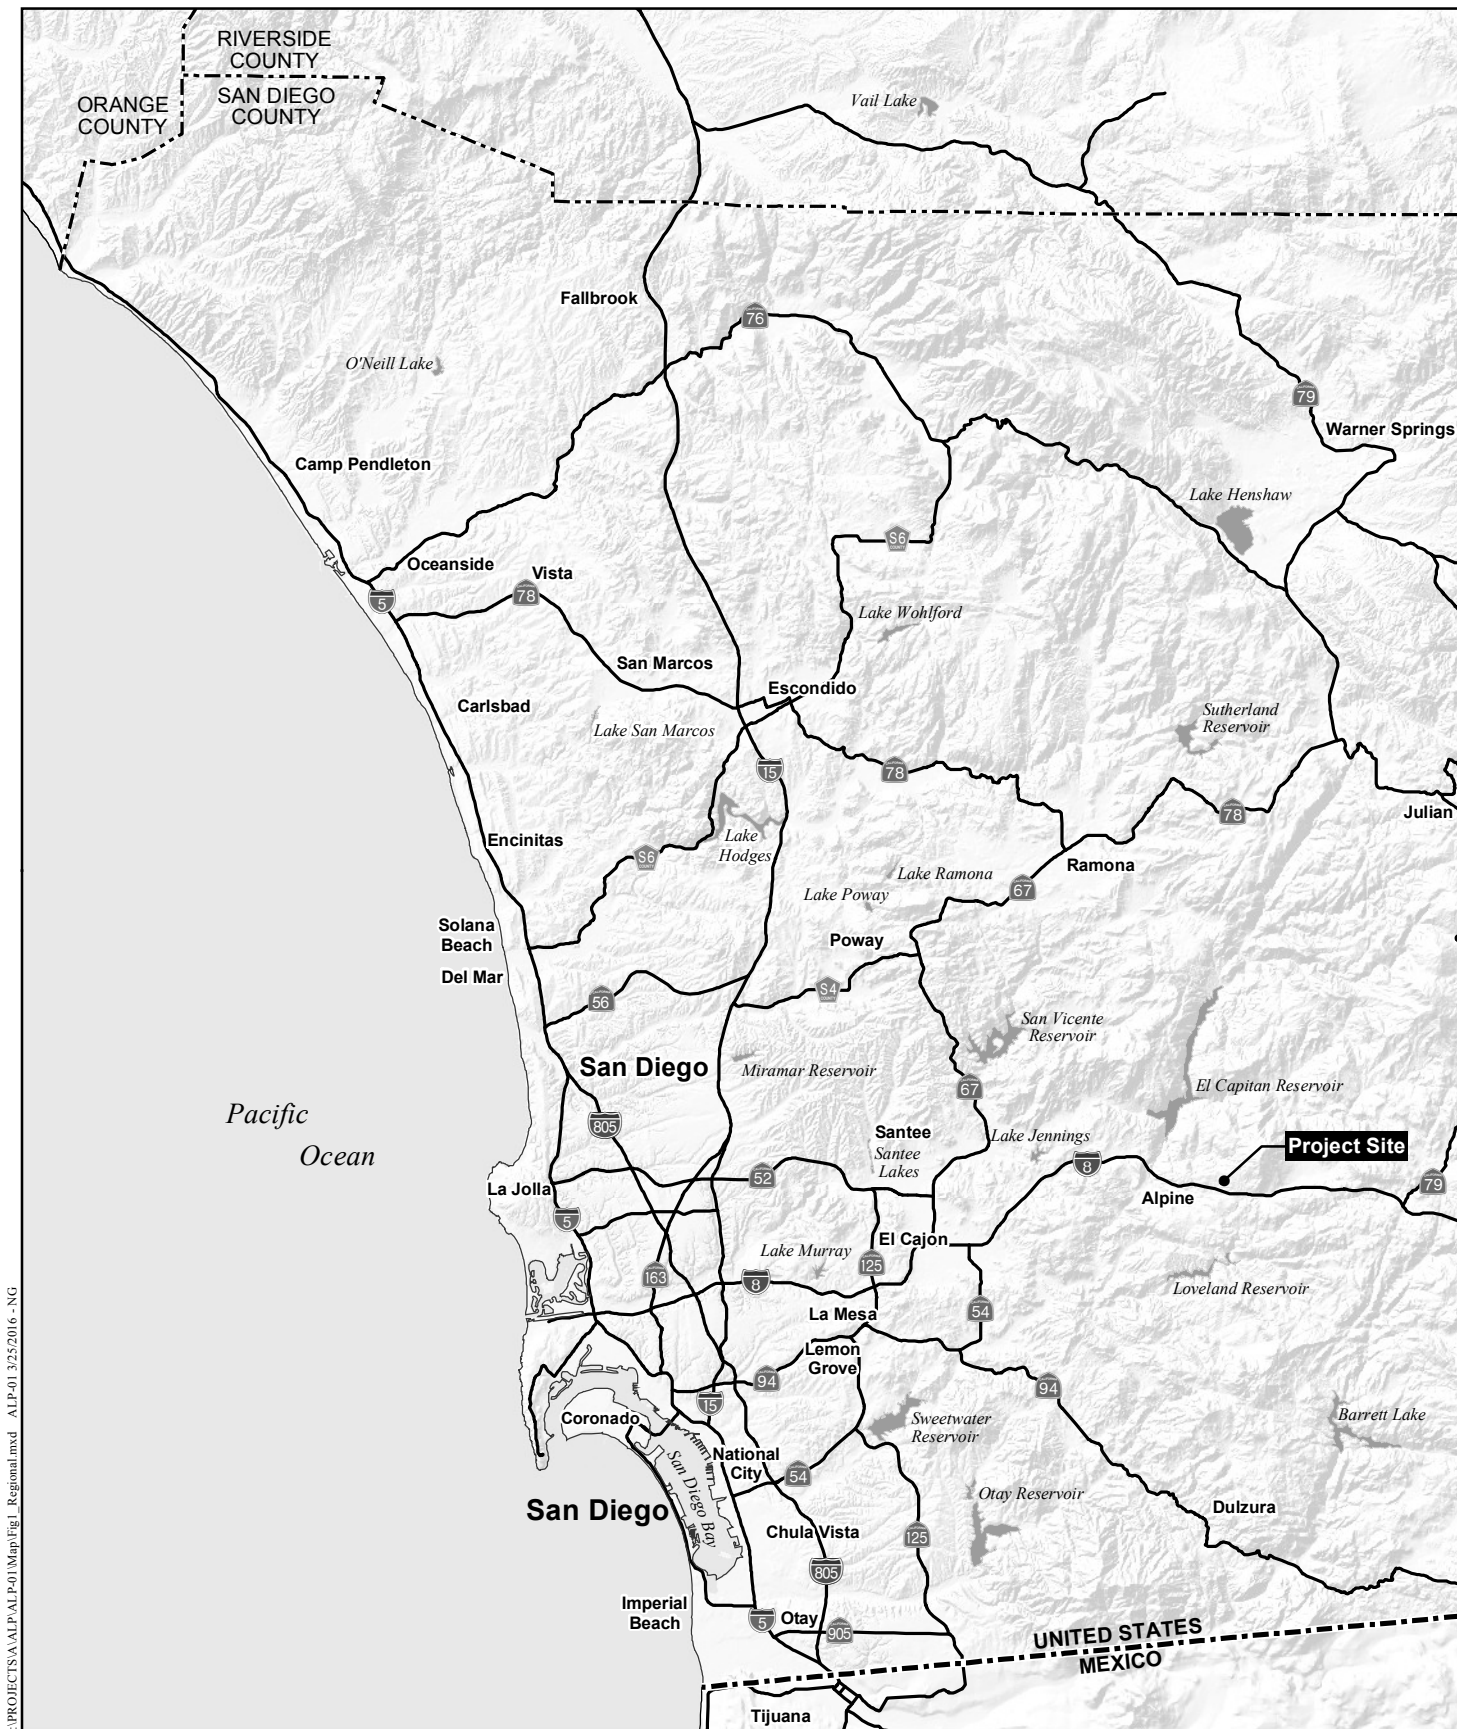 RIVERSIDE
COUNTY
ORANGE
COUNTY
SAN DIEGO
COUNTY
Vail Lake
Fallbrook
76
O'Neill Lake
79
Warner Springs
Camp Pendleton
Lake Henshaw
S6
COUNTY
Oceanside
Vista
78
5
Lake Wohlford
San Marcos
Escondido
Carlsbad
Lake San Marcos
Sutherland
Reservoir
15
78
78
Julian
Encinitas
Lake
Hodges
S6
COUNTY
Lake Ramona
Ramona
67
Lake Poway
Solana
Beach
Poway
Del Mar
56
S4
COUNTY
San Vicente
Reservoir
San Diego
Miramar Reservoir
67
El Capitan Reservoir
Pacific
Ocean
805
Santee
Santee
Lakes
Lake Jennings
Project Site
8
52
La Jolla
Alpine
79
5
El Cajon
Lake Murray
125
163
8
Loveland Reservoir
La Mesa
54
Lemon
Grove
94
94
15
Coronado
Sweetwater
Reservoir
Barrett Lake
National
City
54
San Diego Bay
Otay Reservoir
San Diego
Dulzura
Chula Vista
125
805
Imperial
Beach
5
Otay
905
UNITED STATES
MEXICO
Tijuana
:\PROJECTS\A\ALP\ALP-01\Map\Fig1_Regional.mxd ALP-01 3/25/2016 - NG